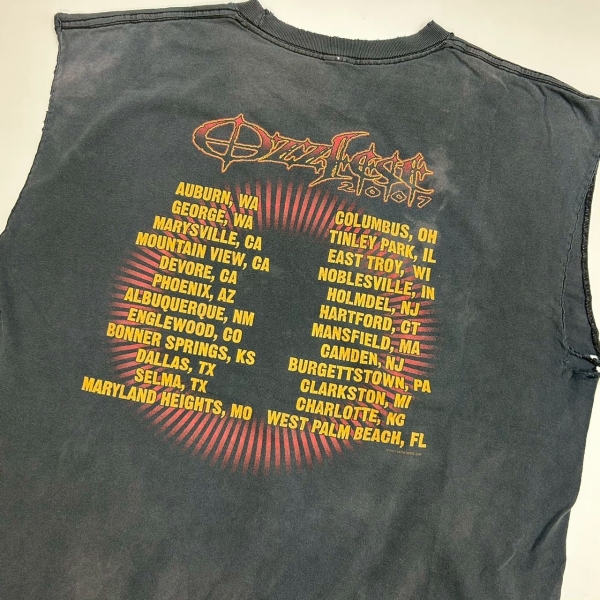 OZZFEST
2007
AUBURN, WA
GEORGE, WA
MARYSVILLE, CA
MOUNTAIN VIEW, CA
DEVORE, CA
PHOENIX, AZ
ALBUQUERQUE, NM
ENGLEWOOD, CO
BONNER SPRINGS, KS
DALLAS, TX
SELMA, TX
MARYLAND HEIGHTS, MO
COLUMBUS, OH
TINLEY PARK, IL
EAST TROY, WI
NOBLESVILLE, IN
HOLMDEL, NJ
HARTFORD, CT
MANSFIELD, MA
CAMDEN, NJ
BURGETTSTOWN, PA
CLARKSTON, MI
CHARLOTTE, NC
WEST PALM BEACH, FL